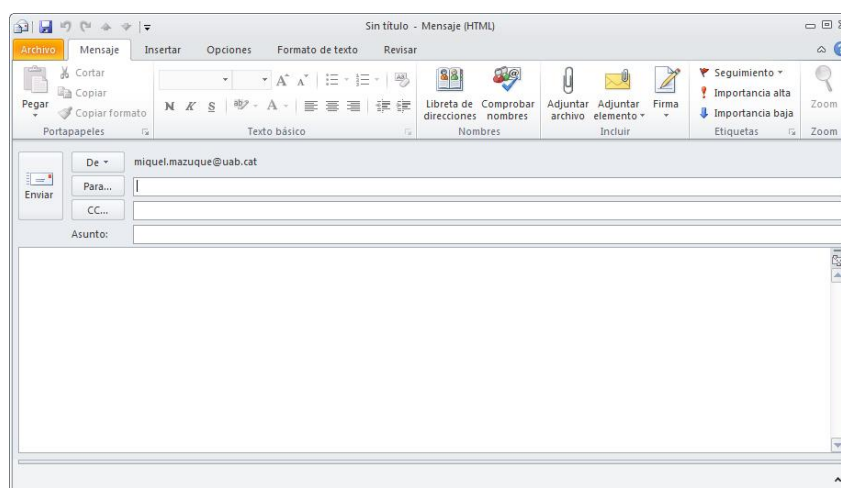 Sin título - Mensaje (HTML)
Archivo Mensaje Insertar Opciones Formato de texto Revisar
Pegar
Cortar
Copiar
Copiar formato
Portapapeles
N K S A
A A
Texto básico
Libreta de direcciones
Comprobar nombres
Nombres
Adjuntar archivo
Adjuntar elemento
Firma
Incluir
Seguimiento
Importancia alta
Importancia baja
Etiquetas
Zoom
Zoom
Enviar
De miquel.mazuque@uab.cat
Para...
CC...
Asunto: